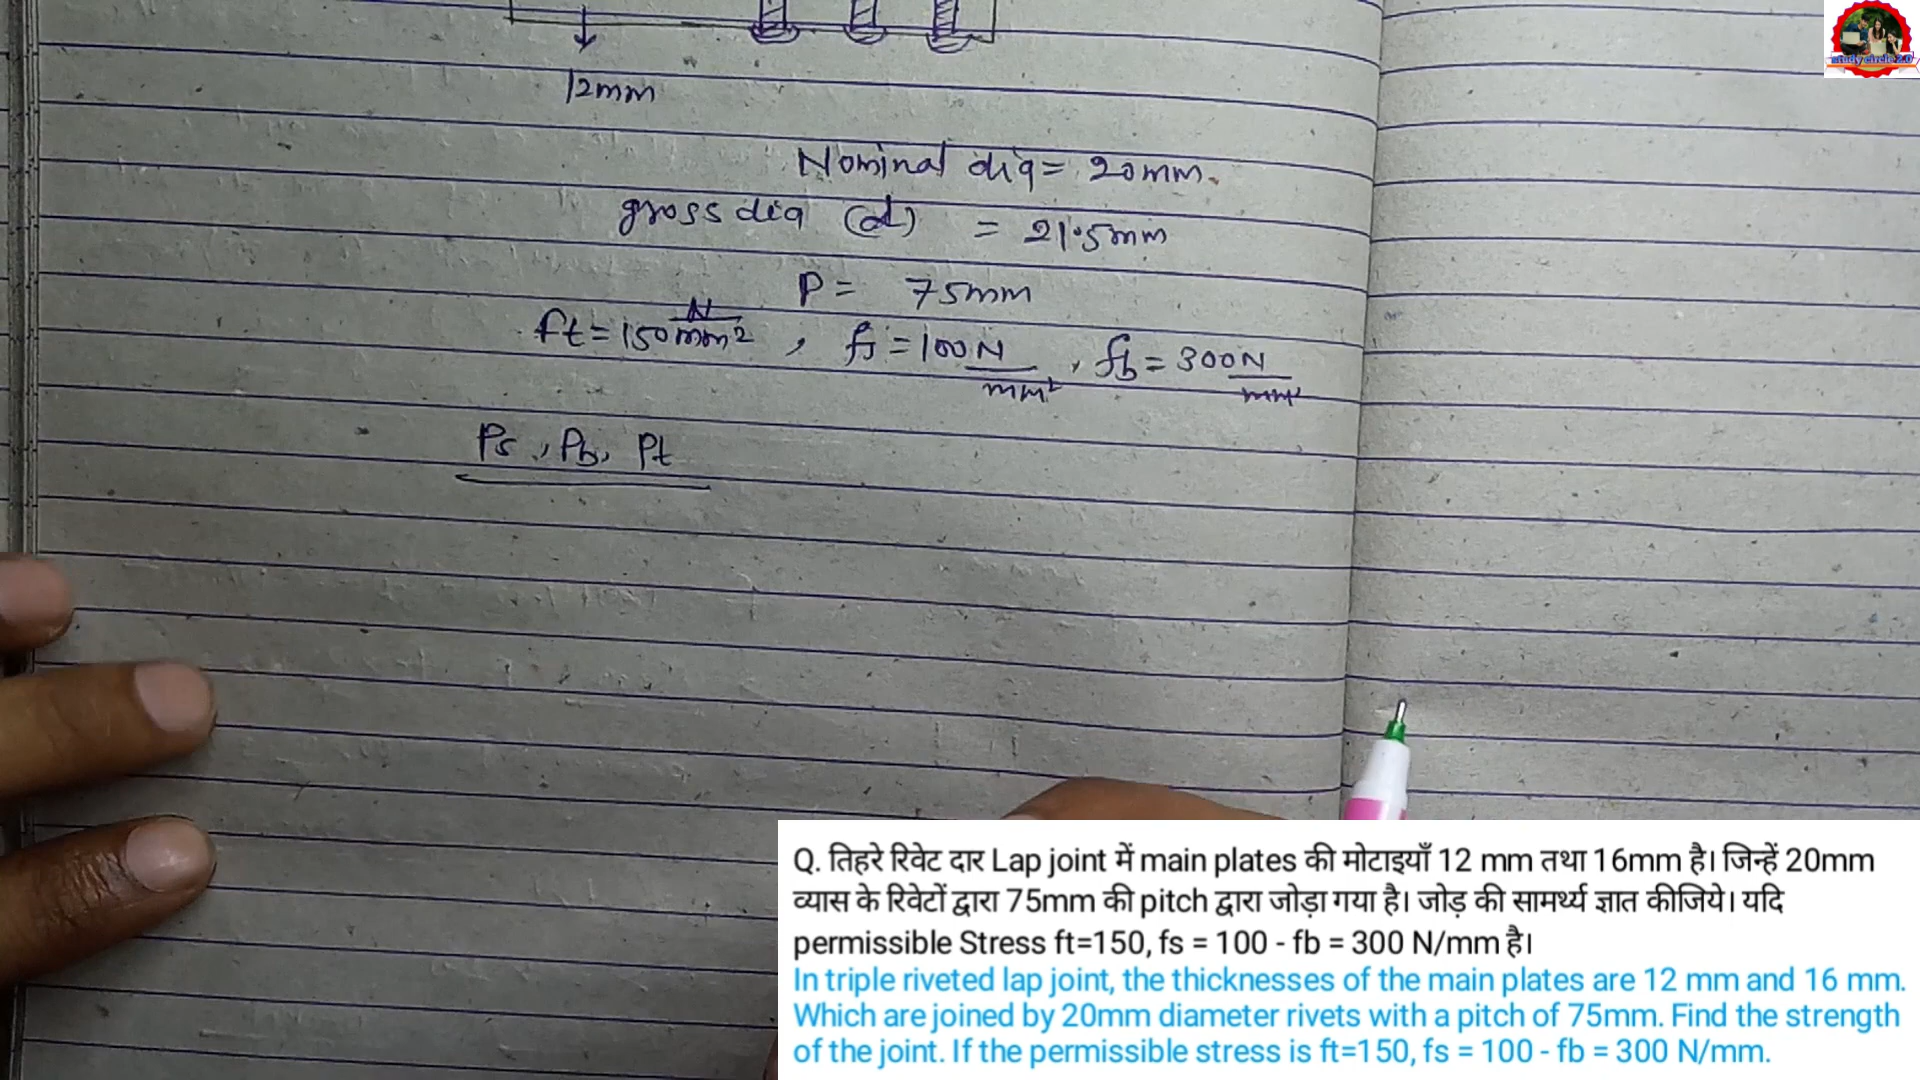 study circle 2.0
12mm
Nominal dia = 20mm.
gross dia (d) = 21.5mm
P = 75mm
ft = 150 N/mm², fs = 100 N/mm², fb = 300 N/mm²
Ps, Pb, Pt
Q. तिहरे रिवेट दार Lap joint में main plates की मोटाइयाँ 12 mm तथा 16mm है। जिन्हें 20mm
व्यास के रिवेटों द्वारा 75mm की pitch द्वारा जोड़ा गया है। जोड़ की सामर्थ्य ज्ञात कीजिये। यदि
permissible Stress ft=150, fs = 100 - fb = 300 N/mm है।
In triple riveted lap joint, the thicknesses of the main plates are 12 mm and 16 mm.
Which are joined by 20mm diameter rivets with a pitch of 75mm. Find the strength
of the joint. If the permissible stress is ft=150, fs = 100 - fb = 300 N/mm.